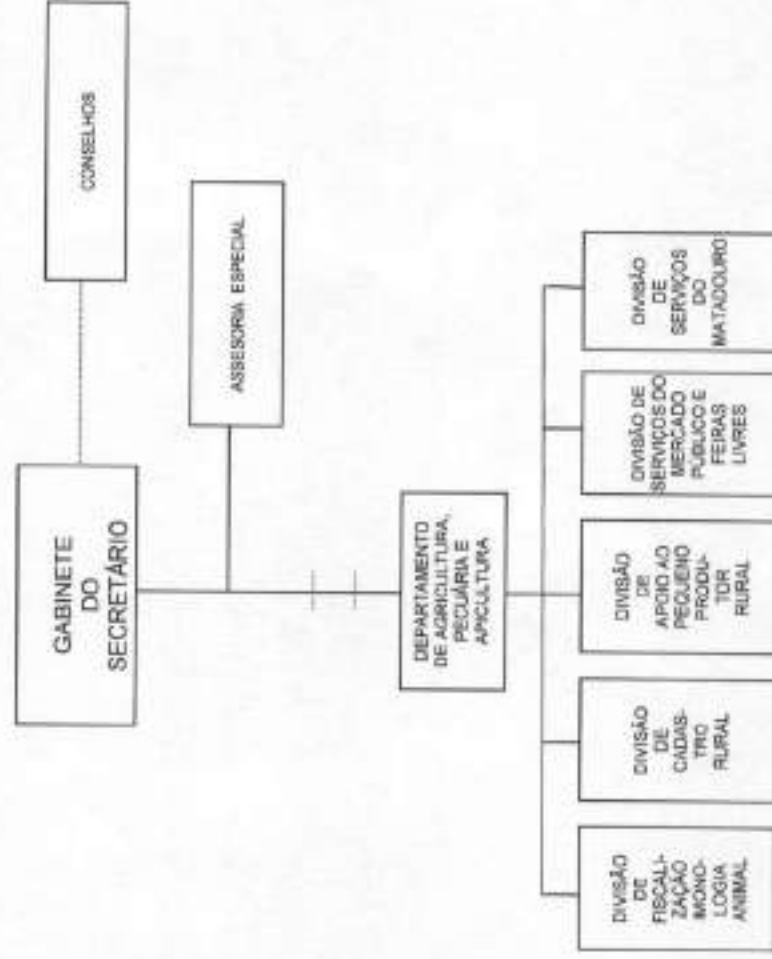 GABINETE
DO
SECRETÁRIO
CONSELHOS
ASSESORIA ESPECIAL
DEPARTAMENTO
DE AGRICULTURA,
PECUÁRIA E
APICULTURA
DIVISÃO
DE
FISCALI-
ZAÇÃO
MONO-
LOGIA
ANIMAL
DIVISÃO
DE
CADAS-
TRO
RURAL
DIVISÃO
DE
APOIO AO
PEQUENO
PRODU-
TOR
RURAL
DIVISÃO DE
SERVIÇOS DO
MERCADO
PÚBLICO E
FEIRAS
LIVRES
DIVISÃO
DE
SERVIÇOS
DO
MATADOURO